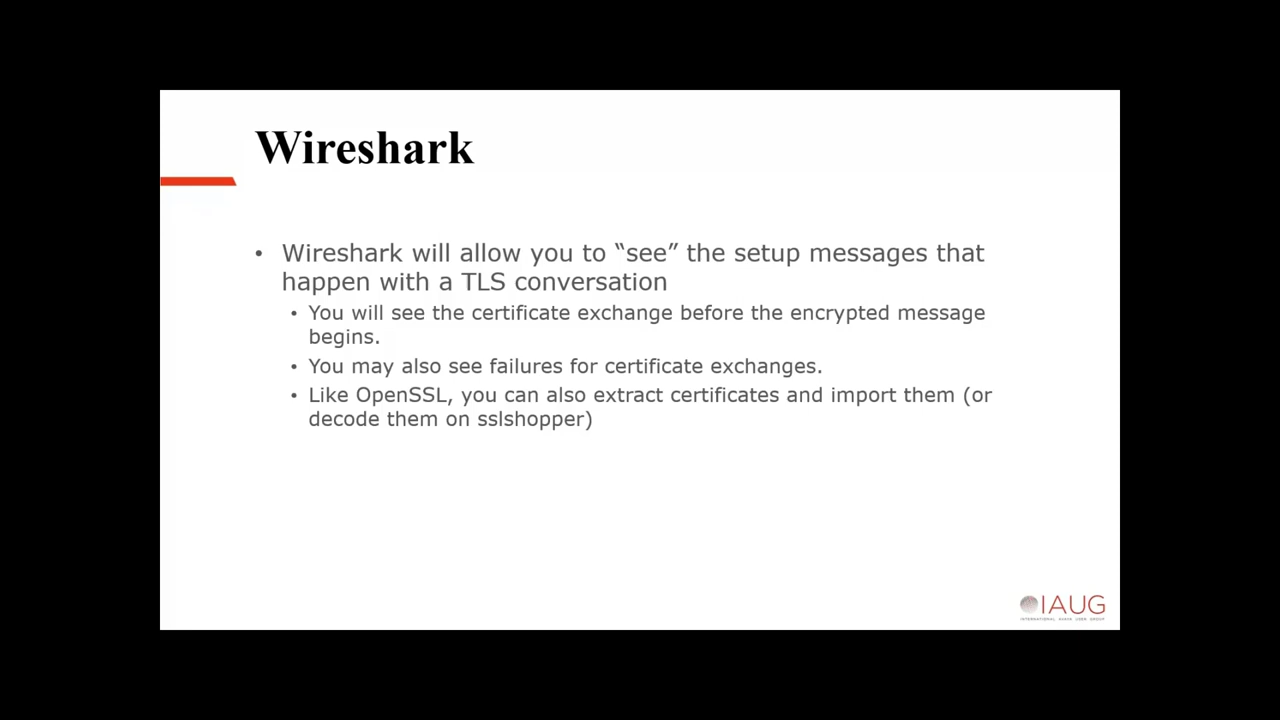 Wireshark
• Wireshark will allow you to “see” the setup messages that
happen with a TLS conversation
• You will see the certificate exchange before the encrypted message
begins.
• You may also see failures for certificate exchanges.
• Like OpenSSL, you can also extract certificates and import them (or
decode them on sslshopper)
IAUG
INTERNATIONAL AVAYA USER GROUP